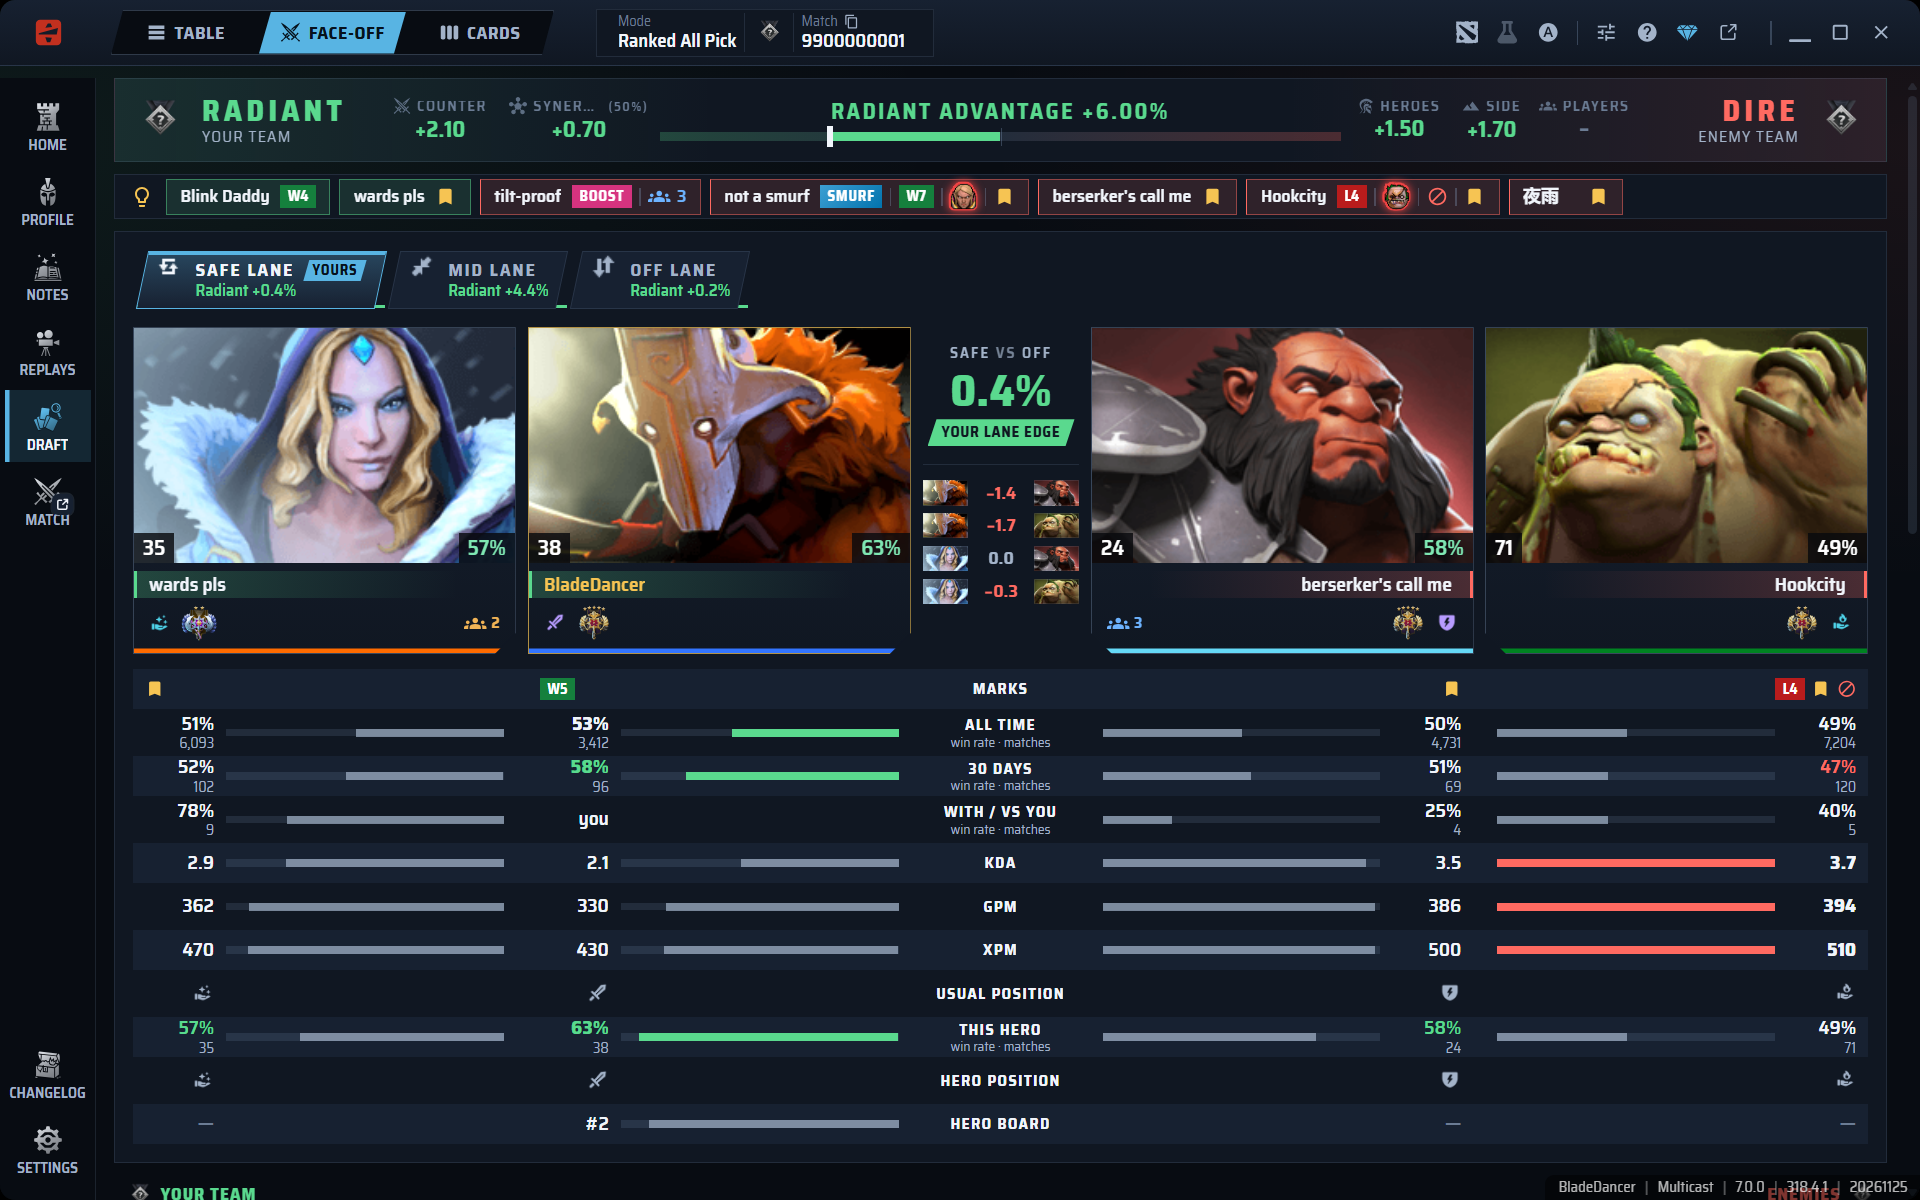 TABLE
FACE-OFF
CARDS
Mode
Ranked All Pick
Match
9900000001
A
HOME
PROFILE
NOTES
REPLAYS
DRAFT
MATCH
CHANGELOG
SETTINGS
RADIANT
YOUR TEAM
COUNTER
+2.10
SYNER... (50%)
+0.70
RADIANT ADVANTAGE +6.00%
HEROES
+1.50
SIDE
+1.70
PLAYERS
–
DIRE
ENEMY TEAM
Blink Daddy W4
wards pls
tilt-proof BOOST 3
not a smurf SMURF W7
berserker's call me
Hookcity L4
夜雨
SAFE LANE YOURS
Radiant +0.4%
MID LANE
Radiant +4.4%
OFF LANE
Radiant +0.2%
35 57%
wards pls
2
38 63%
BladeDancer
SAFE VS OFF
0.4%
YOUR LANE EDGE
-1.4
-1.7
0.0
-0.3
24 58%
berserker's call me
3
71 49%
Hookcity
W5 MARKS L4
51% 53% ALL TIME 50% 49%
6,093 3,412 win rate · matches 4,731 7,204
52% 58% 30 DAYS 51% 47%
102 96 win rate · matches 69 120
78% you WITH / VS YOU 25% 40%
9 win rate · matches 4 5
2.9 2.1 KDA 3.5 3.7
362 330 GPM 386 394
470 430 XPM 500 510
USUAL POSITION
57% 63% THIS HERO 58% 49%
35 38 win rate · matches 24 71
HERO POSITION
— #2 HERO BOARD — —
YOUR TEAM
ENEMIES
BladeDancer | Multicast | 7.0.0 | 318.4.1 | 20261125